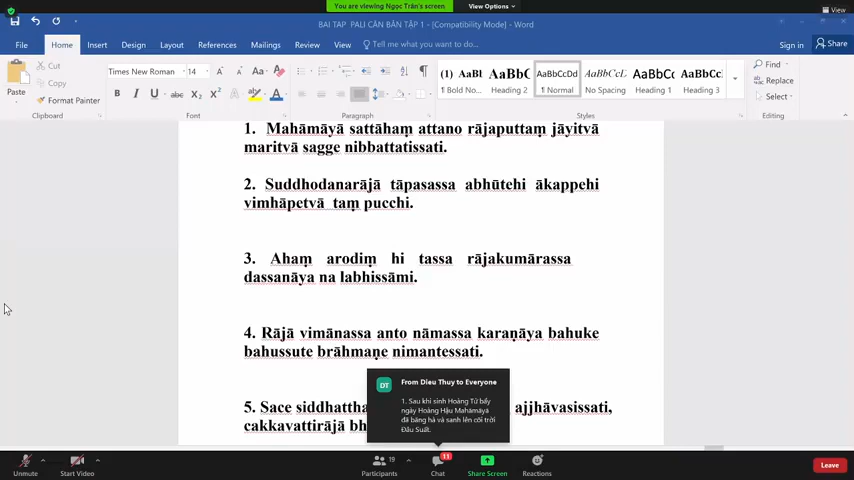 You are viewing Ngọc Trân's screen
View Options
View
BAI TAP PALI CĂN BẢN TẬP 1 - [Compatibility Mode] - Word
File Home Insert Design Layout References Mailings Review View Tell me what you want to do... Sign in Share
Paste
Cut
Copy
Format Painter
Clipboard
Times New Roman 14
Font
Paragraph
(1) AaBl AaBbC AaBbCcDd AaBbCcL AaBbCc AaBbCc:
¶ Bold No... Heading 2 ¶ Normal No Spacing Heading 1 Heading 3
Styles
Find
Replace
Select
Editing
1. Mahāmāyā sattāhaṃ attano rājaputtaṃ jāyitvā
maritvā sagge nibbattatissati.
2. Suddhodanarājā tāpasassa abhūtehi ākappehi
vimhāpetvā taṃ pucchi.
3. Ahaṃ arodiṃ hi tassa rājakumārassa
dassanāya na labhissāmi.
4. Rājā vimānassa anto nāmassa karaṇāya bahuke
bahussute brāhmaṇe nimantessati.
5. Sace siddhattha ajjhāvasissati,
cakkavattirājā bh
DT
From Dieu Thuy to Everyone
1. Sau khi sinh Hoàng Tử bẩy
ngày Hoàng Hậu Mahāmāyā
đã băng hà và sanh lên cõi trời
Đâu Suất.
Unmute
Start Video
19
Participants
11
Chat
Share Screen
Reactions
Leave